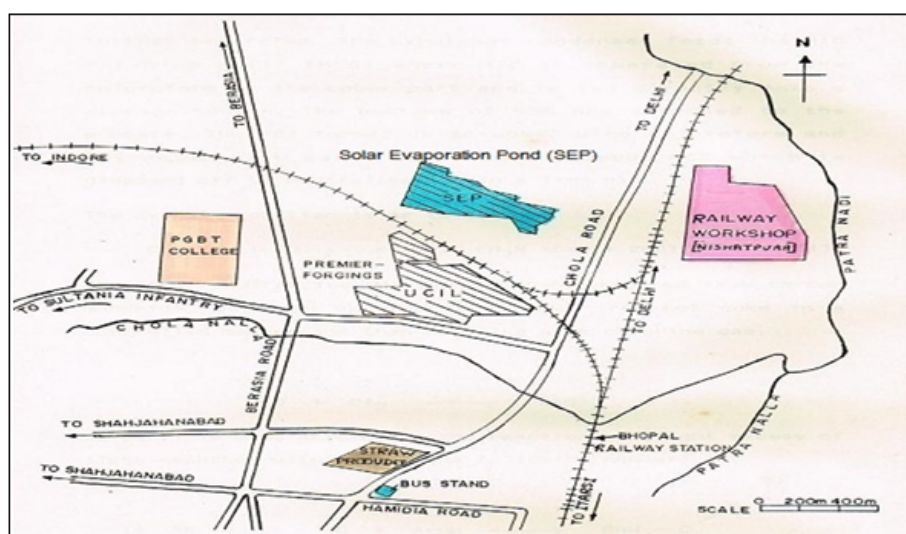 TO BERASIA
TO DELHI
N
TO INDORE
Solar Evaporation Pond (SEP)
SEP
PGBT
COLLEGE
PREMIER-
FORGINGS
UCIL
CHOLA ROAD
TO DELHI
RAILWAY
WORKSHOP
[NISHATPURA]
PATRA NADI
TO SULTANIA INFANTRY
CHOLA NALLA
BERASIA ROAD
TO SHAHJAHANABAD
STRAW
PRODUCE
BHOPAL
RAILWAY STATION
PATRA NALLA
TO SHAHJAHANABAD
BUS STAND
HAMIDIA ROAD
TO ITARSI
SCALE 0 200m 400m